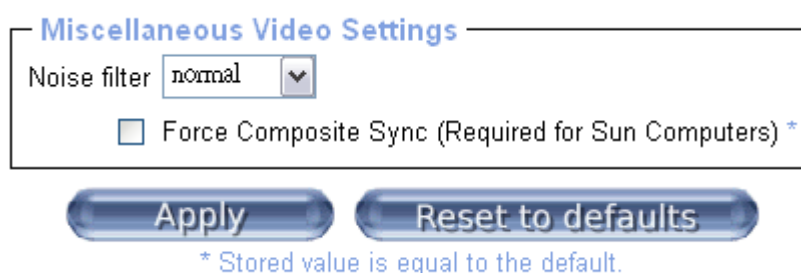 Miscellaneous Video Settings
Noise filter normal
Force Composite Sync (Required for Sun Computers) *
Apply Reset to defaults
* Stored value is equal to the default.